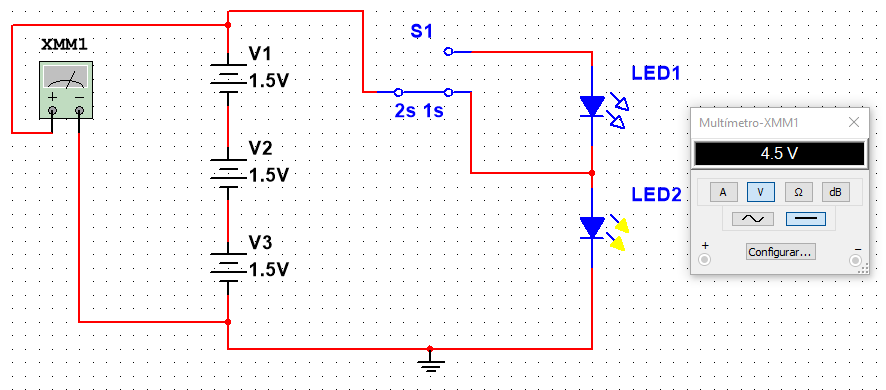 XMM1
+ −
V1
1.5V
V2
1.5V
V3
1.5V
S1
2s 1s
LED1
LED2
Multímetro-XMM1
4.5 V
A V Ω dB
+ −
Configurar...